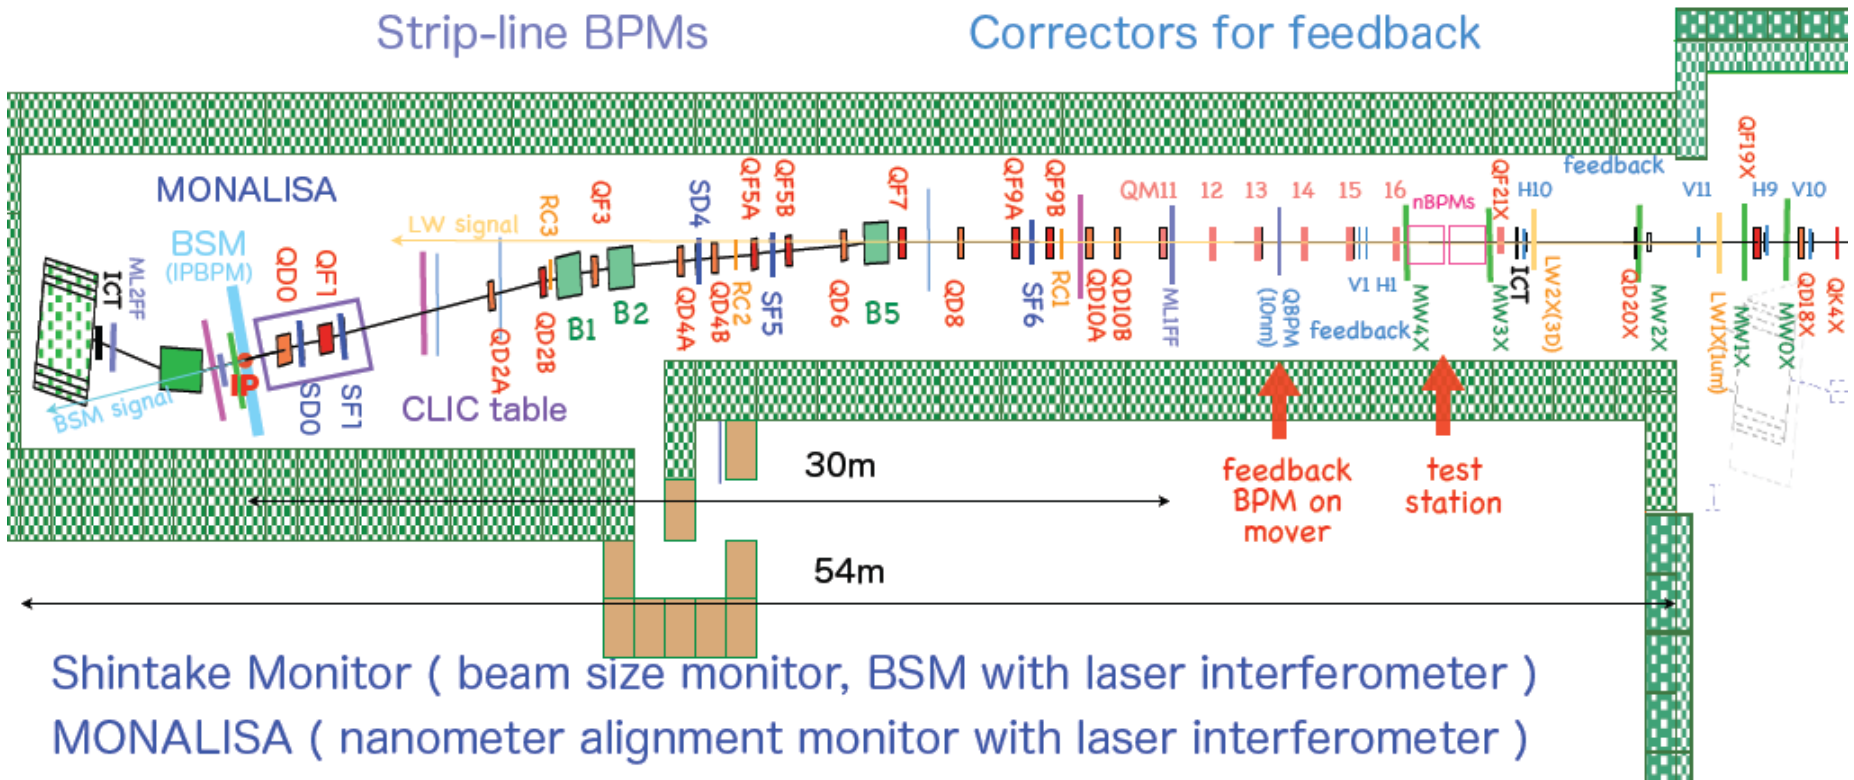 Strip-line BPMs
Correctors for feedback
MONALISA
BSM
(IPBPM)
BSM signal
ICT
ML2FF
IP
QD0
QF1
SD0
SF1
CLIC table
LW signal
QD2A
RC3
QD2B
B1
QF3
B2
SD4
QD4A
QD4B
RC2
QF5A
QF5B
SF5
QD6
B5
QF7
QD8
QF9A
QF9B
SF6
RC1
QD10A
QD10B
QM11
12
13
14
15
16
ML1FF
QBPM
(10nm)
V1 H1
feedback
nBPMs
MW4X
MW3X
QF21X
ICT
H10
LW2X(3D)
feedback
QD20X
MW2X
V11
LW1X(1um)
MW1X
QF19X
H9
V10
MW0X
QD18X
QK4X
feedback
BPM on
mover
test
station
30m
54m
Shintake Monitor ( beam size monitor, BSM with laser interferometer )
MONALISA ( nanometer alignment monitor with laser interferometer )